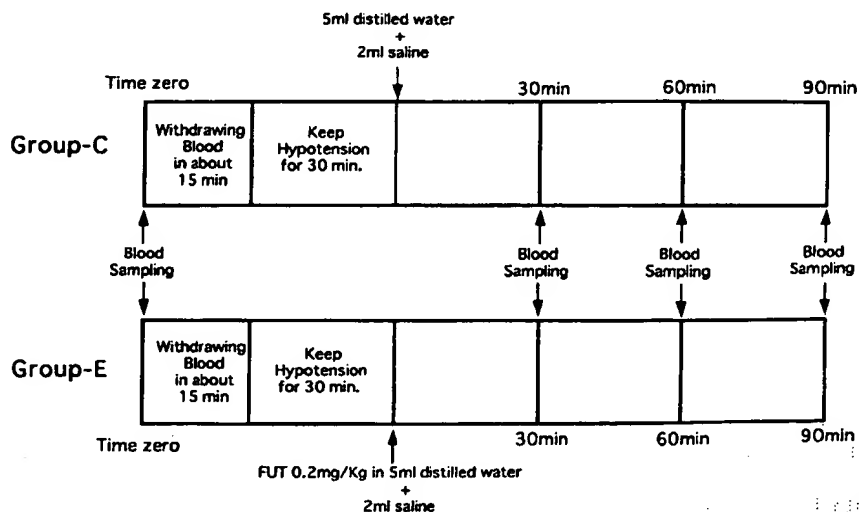 5ml distilled water
+
2ml saline
Time zero
30min
60min
90min
Group-C
Withdrawing
Blood
in about
15 min
Keep
Hypotension
for 30 min.
Blood
Sampling
Blood
Sampling
Blood
Sampling
Blood
Sampling
Group-E
Withdrawing
Blood
in about
15 min
Keep
Hypotension
for 30 min.
Time zero
30min
60min
90min
FUT 0.2mg/Kg in 5ml distilled water
+
2ml saline